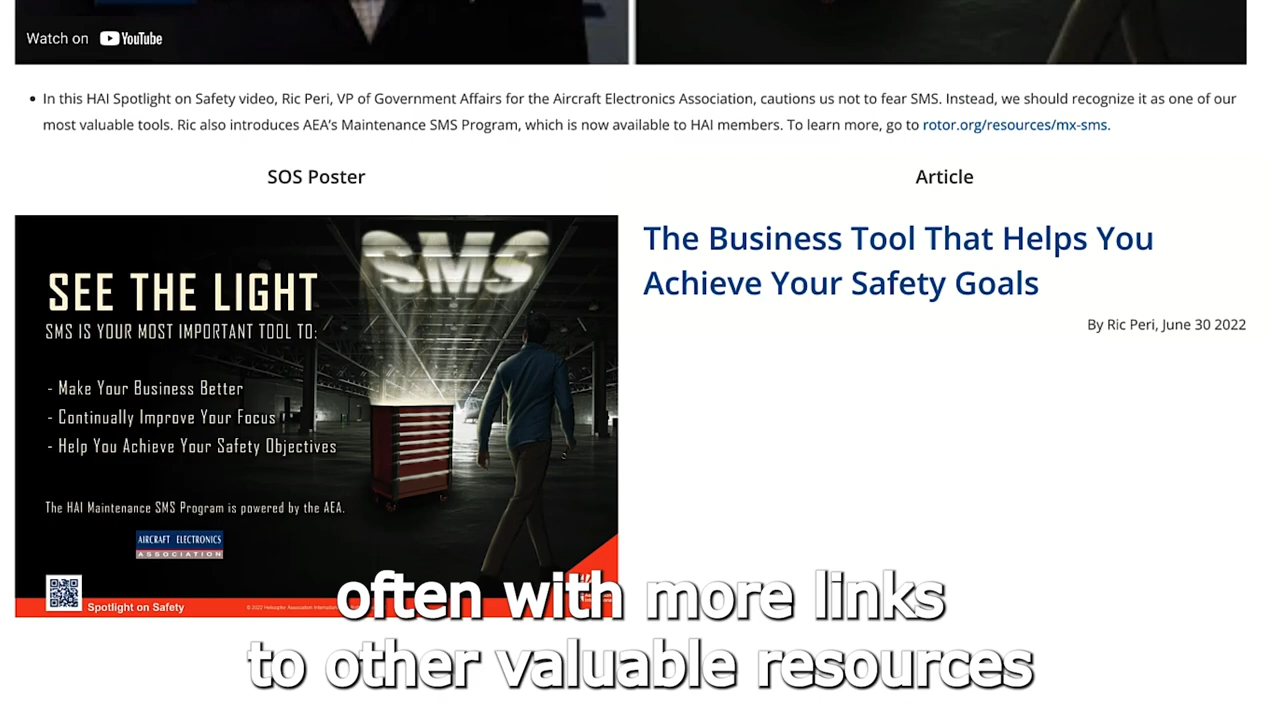 Watch on YouTube
• In this HAI Spotlight on Safety video, Ric Peri, VP of Government Affairs for the Aircraft Electronics Association, cautions us not to fear SMS. Instead, we should recognize it as one of our
most valuable tools. Ric also introduces AEA’s Maintenance SMS Program, which is now available to HAI members. To learn more, go to rotor.org/resources/mx-sms.
SOS Poster
SMS
SEE THE LIGHT
SMS IS YOUR MOST IMPORTANT TOOL TO:
- Make Your Business Better
- Continually Improve Your Focus
- Help You Achieve Your Safety Objectives
The HAI Maintenance SMS Program is powered by the AEA.
AIRCRAFT ELECTRONICS
ASSOCIATION
Spotlight on Safety
© 2022 Helicopter Association
Article
The Business Tool That Helps You
Achieve Your Safety Goals
By Ric Peri, June 30 2022
often with more links
to other valuable resources